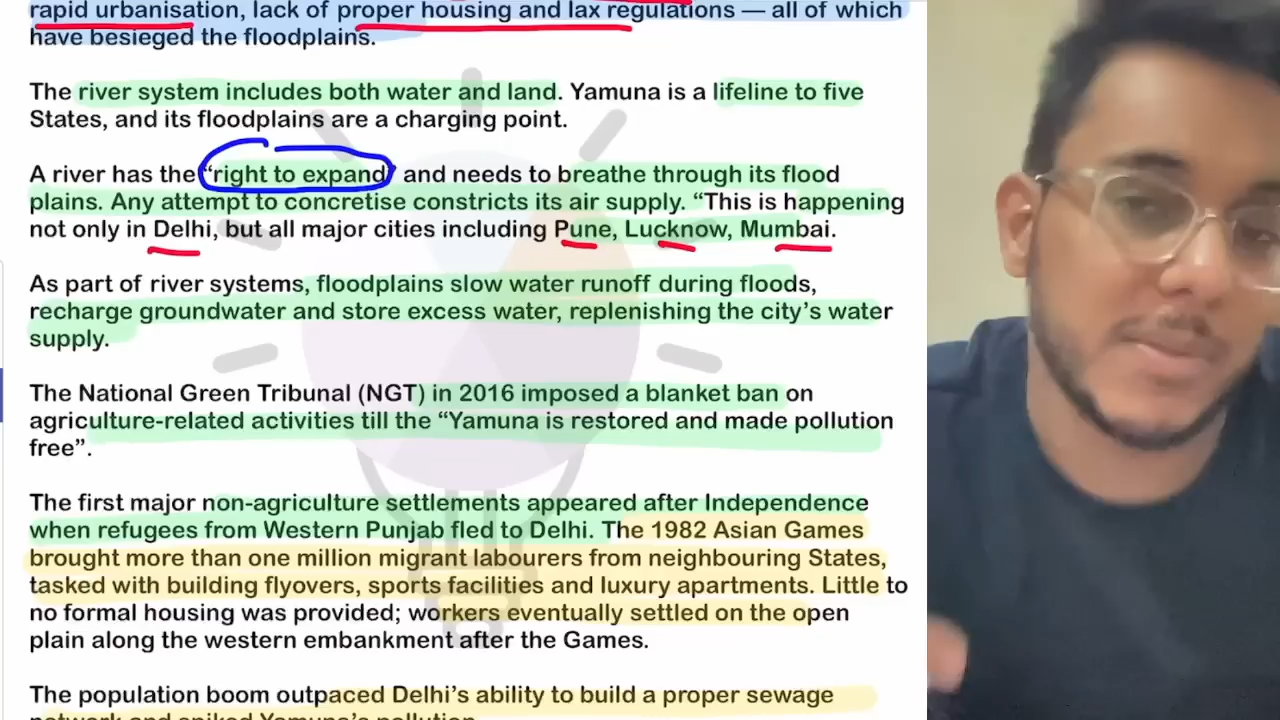 rapid urbanisation, lack of proper housing and lax regulations — all of which
have besieged the floodplains.
The river system includes both water and land. Yamuna is a lifeline to five
States, and its floodplains are a charging point.
A river has the “right to expand” and needs to breathe through its flood
plains. Any attempt to concretise constricts its air supply. “This is happening
not only in Delhi, but all major cities including Pune, Lucknow, Mumbai.
As part of river systems, floodplains slow water runoff during floods,
recharge groundwater and store excess water, replenishing the city’s water
supply.
The National Green Tribunal (NGT) in 2016 imposed a blanket ban on
agriculture-related activities till the “Yamuna is restored and made pollution
free”.
The first major non-agriculture settlements appeared after Independence
when refugees from Western Punjab fled to Delhi. The 1982 Asian Games
brought more than one million migrant labourers from neighbouring States,
tasked with building flyovers, sports facilities and luxury apartments. Little to
no formal housing was provided; workers eventually settled on the open
plain along the western embankment after the Games.
The population boom outpaced Delhi’s ability to build a proper sewage
network and spiked Yamuna’s pollution.